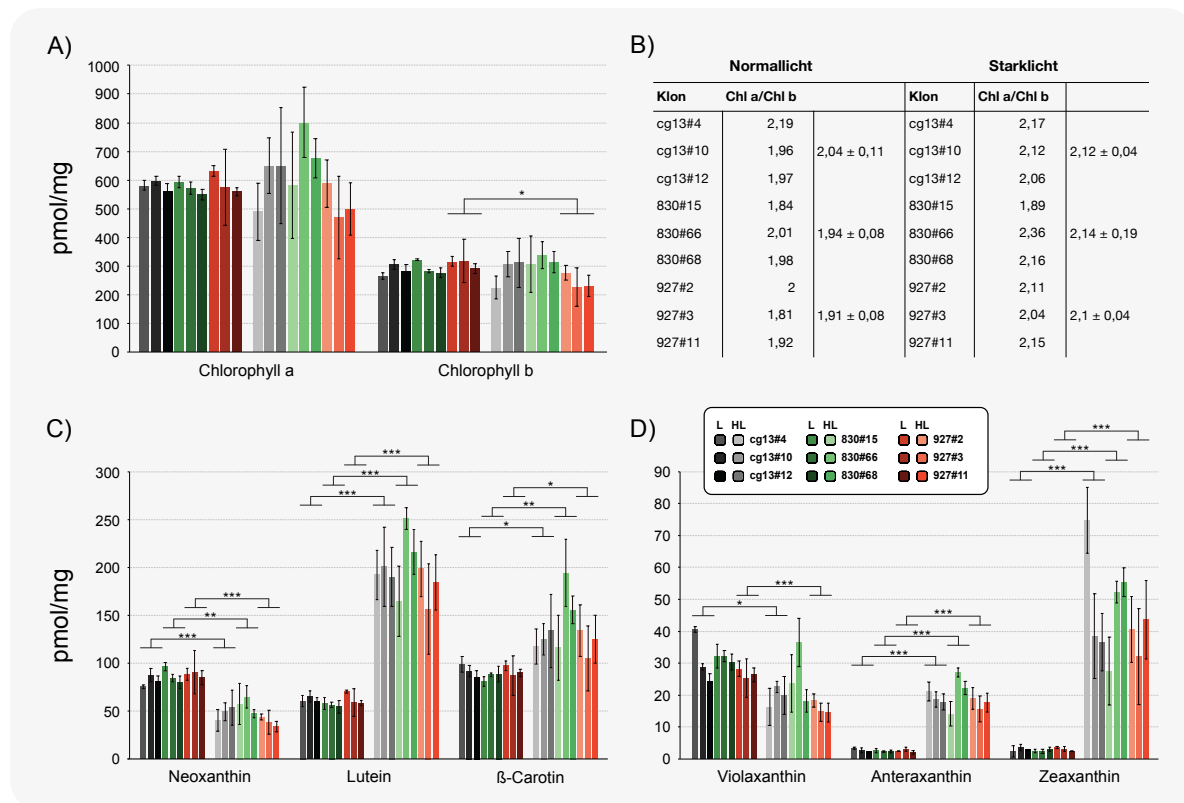 A)
pmol/mg
1000
900
800
700
600
500
400
300
200
100
0
*
Chlorophyll a Chlorophyll b
B)
Normallicht Starklicht
Klon Chl a/Chl b Klon Chl a/Chl b
cg13#4 2,19 cg13#4 2,17
cg13#10 1,96 2,04 ± 0,11 cg13#10 2,12 2,12 ± 0,04
cg13#12 1,97 cg13#12 2,06
830#15 1,84 830#15 1,89
830#66 2,01 1,94 ± 0,08 830#66 2,36 2,14 ± 0,19
830#68 1,98 830#68 2,16
927#2 2 927#2 2,11
927#3 1,81 1,91 ± 0,08 927#3 2,04 2,1 ± 0,04
927#11 1,92 927#11 2,15
C)
pmol/mg
300
250
200
150
100
50
0
***
**
***
***
***
***
*
**
*
Neoxanthin Lutein ß-Carotin
D)
L HL L HL L HL
cg13#4 830#15 927#2
cg13#10 830#66 927#3
cg13#12 830#68 927#11
90
80
70
60
50
40
30
20
10
0
***
*
***
***
***
***
***
***
Violaxanthin Anteraxanthin Zeaxanthin